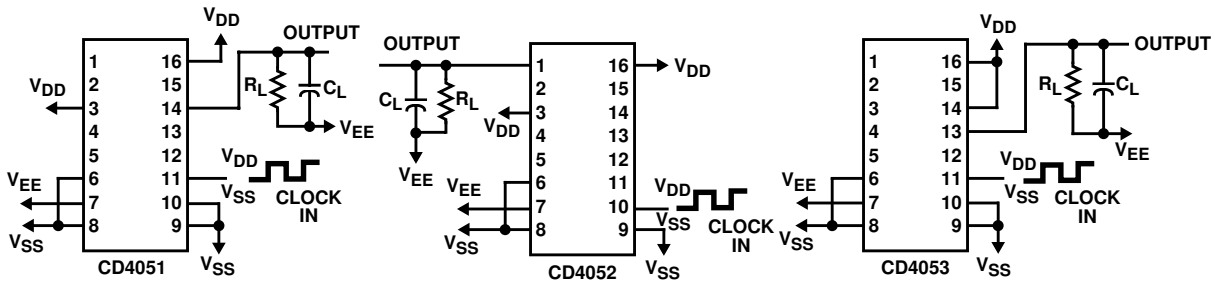 VDD
OUTPUT
1 16
2 15
VDD 3 14
4 13
5 12
6 11
VEE 7 10
VSS 8 9
RL CL
VEE
VDD
VSS
CLOCK
IN
VSS
CD4051
OUTPUT
1 16 VDD
2 15
3 14
VDD
4 13
5 12
6 11
VEE 7 10
VSS 8 9
CL RL
VEE
VDD
VSS
CLOCK
IN
VSS
CD4052
VDD
OUTPUT
1 16
2 15
3 14
4 13
5 12
6 11
VEE 7 10
VSS 8 9
RL CL
VEE
VDD
VSS
CLOCK
IN
VSS
CD4053